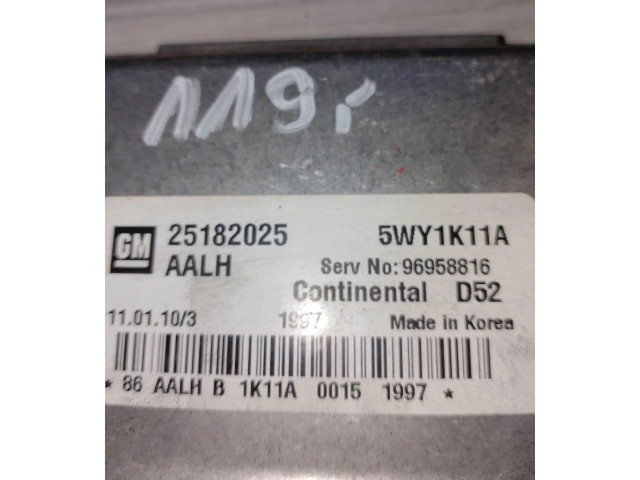 119,-
GM 25182025 5WY1K11A
AALH Serv No: 96958816
Continental D52
11.01.10/3 1997 Made in Korea
* 86 AALH B 1K11A 0015 1997 *